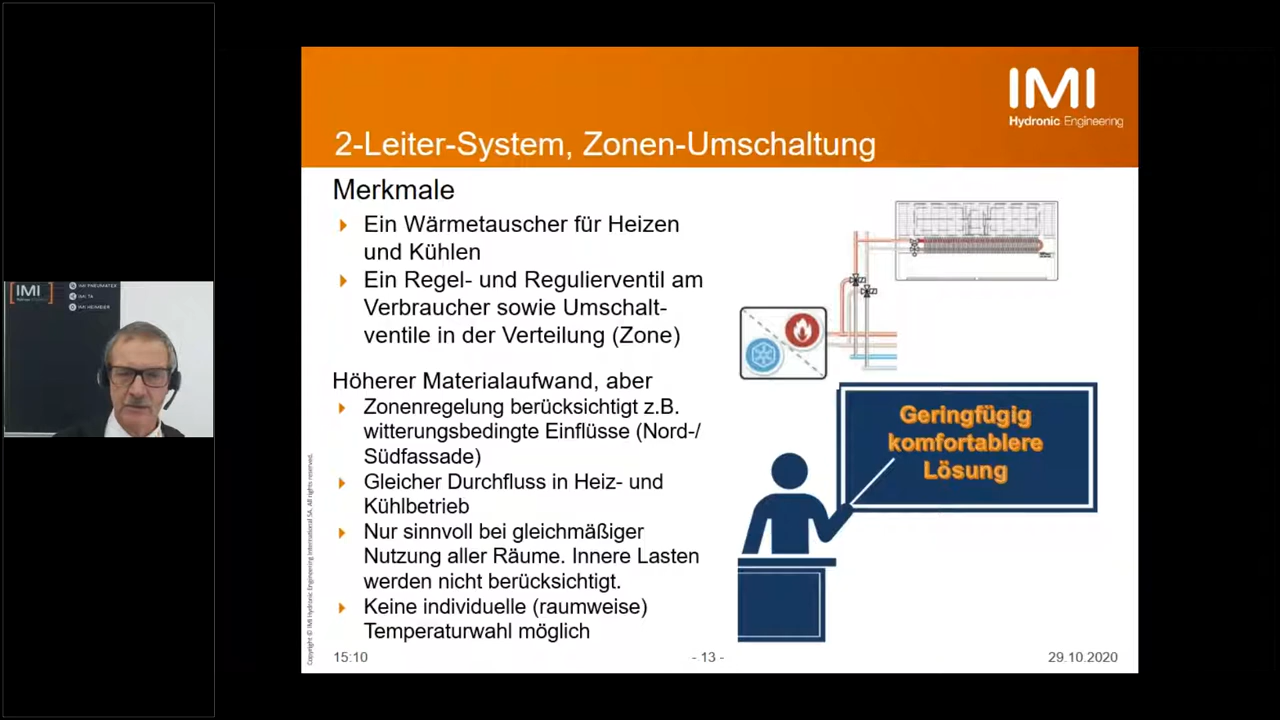 IMI
Hydronic Engineering
2-Leiter-System, Zonen-Umschaltung
Merkmale
Ein Wärmetauscher für Heizen
und Kühlen
Ein Regel- und Regulierventil am
Verbraucher sowie Umschalt-
ventile in der Verteilung (Zone)
Höherer Materialaufwand, aber
Zonenregelung berücksichtigt z.B.
witterungsbedingte Einflüsse (Nord-/
Südfassade)
Gleicher Durchfluss in Heiz- und
Kühlbetrieb
Nur sinnvoll bei gleichmäßiger
Nutzung aller Räume. Innere Lasten
werden nicht berücksichtigt.
Keine individuelle (raumweise)
Temperaturwahl möglich
Geringfügig
komfortablere
Lösung
Copyright © IMI Hydronic Engineering International SA. All rights reserved.
15:10
- 13 -
29.10.2020
IMI
IMI PNEUMATEX
IMI TA
IMI HEIMEIER